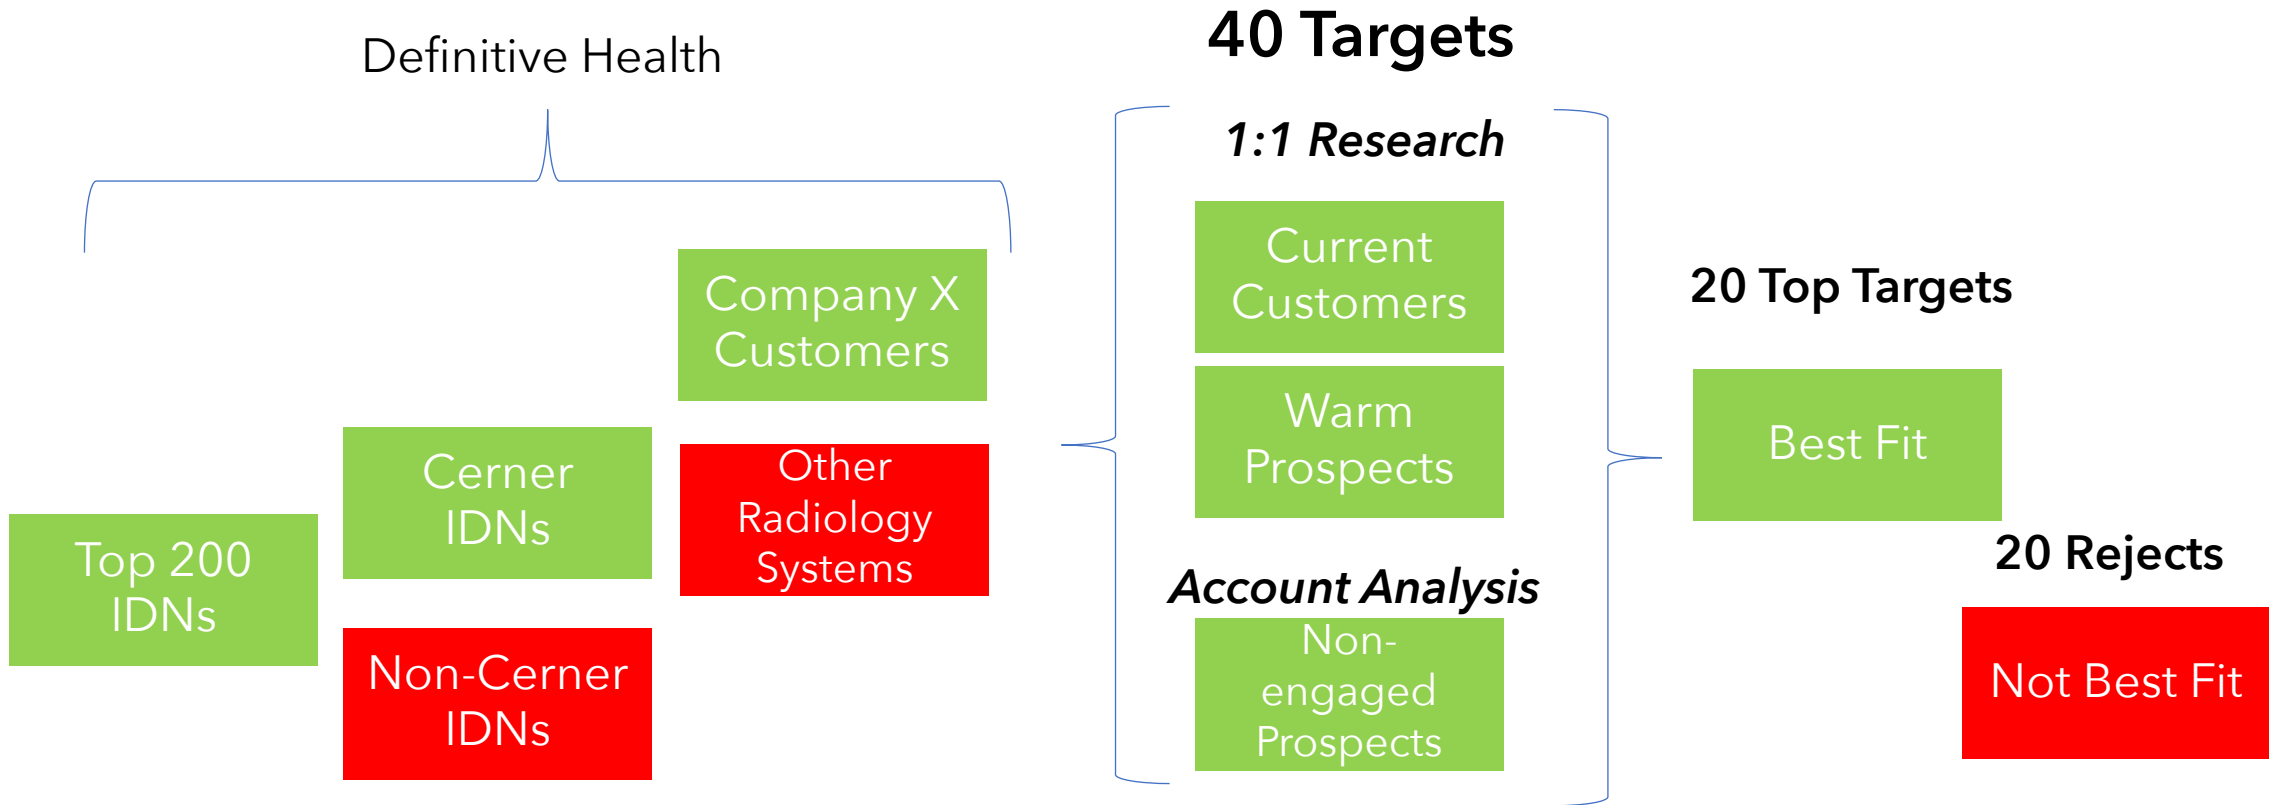 Definitive Health
Top 200
IDNs
Cerner
IDNs
Non-Cerner
IDNs
Company X
Customers
Other
Radiology
Systems
40 Targets
1:1 Research
Current
Customers
Warm
Prospects
Account Analysis
Non-
engaged
Prospects
20 Top Targets
Best Fit
20 Rejects
Not Best Fit